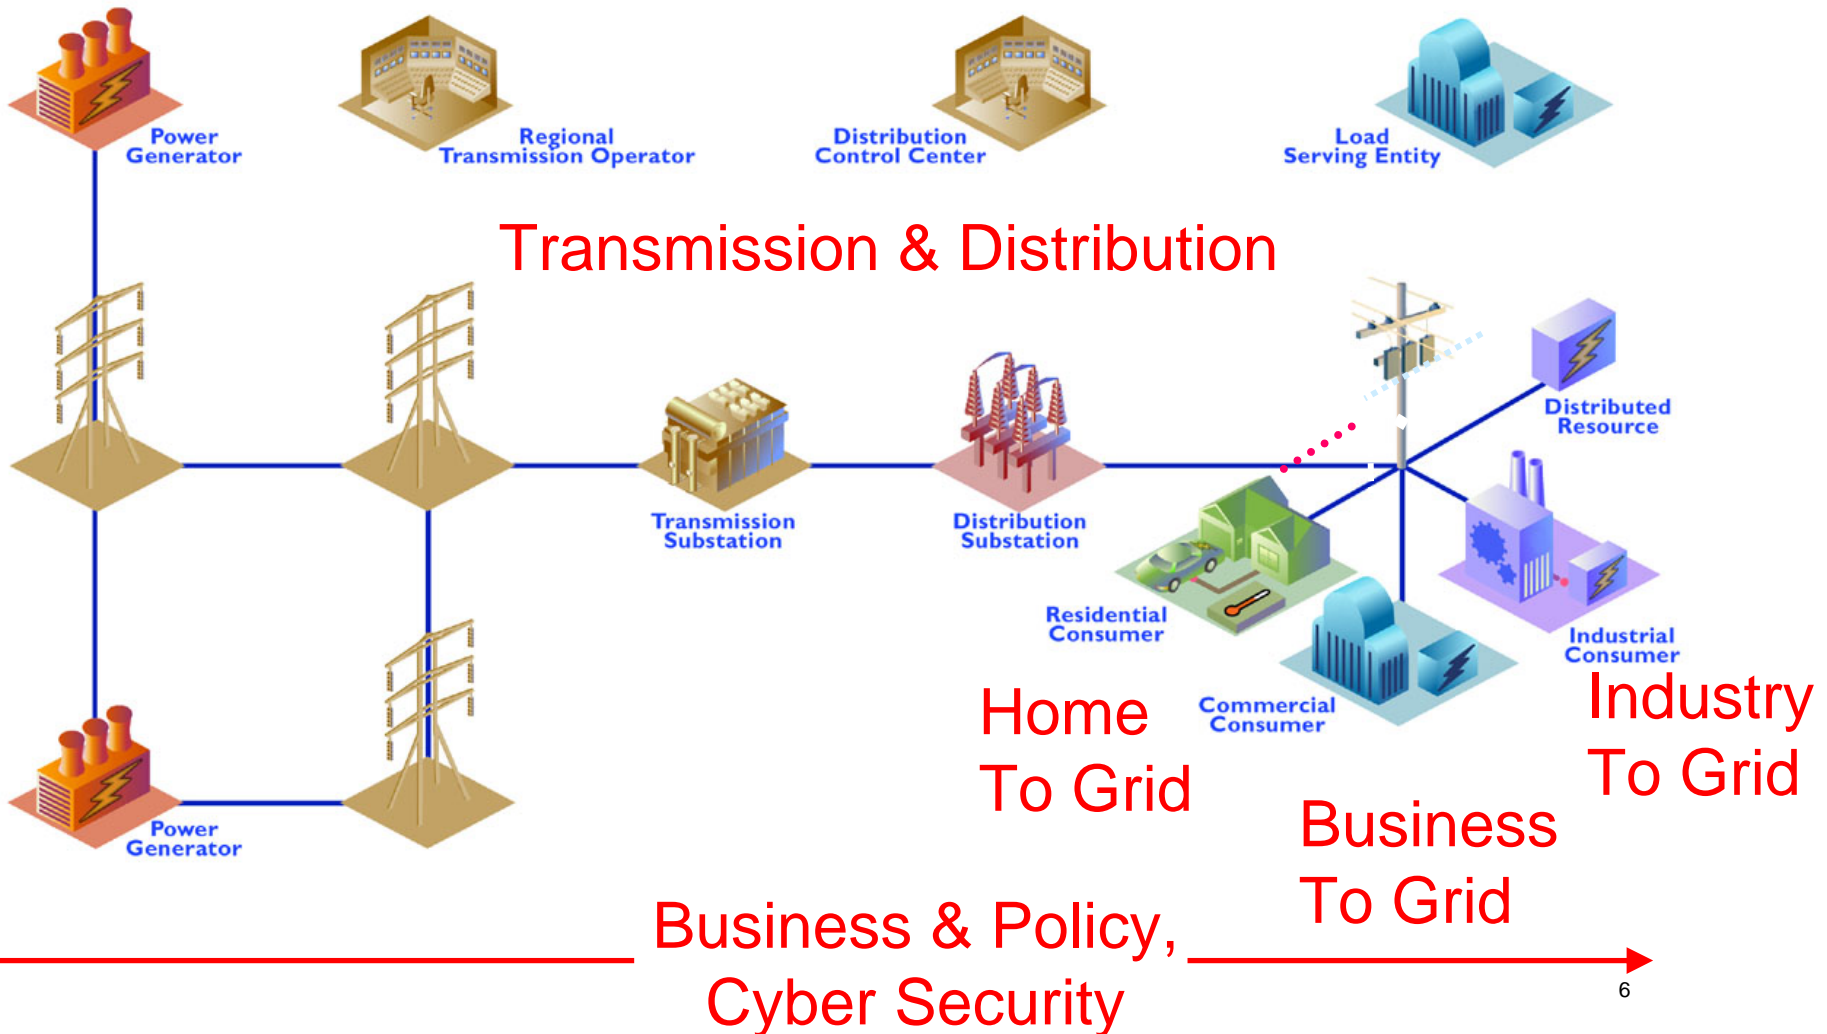 Power
Generator
Regional
Transmission Operator
Distribution
Control Center
Load
Serving Entity
Transmission & Distribution
Distributed
Resource
Transmission
Substation
Distribution
Substation
Residential
Consumer
Industrial
Consumer
Commercial
Consumer
Home
To Grid
Industry
To Grid
Business
To Grid
Power
Generator
Business & Policy,
Cyber Security
6